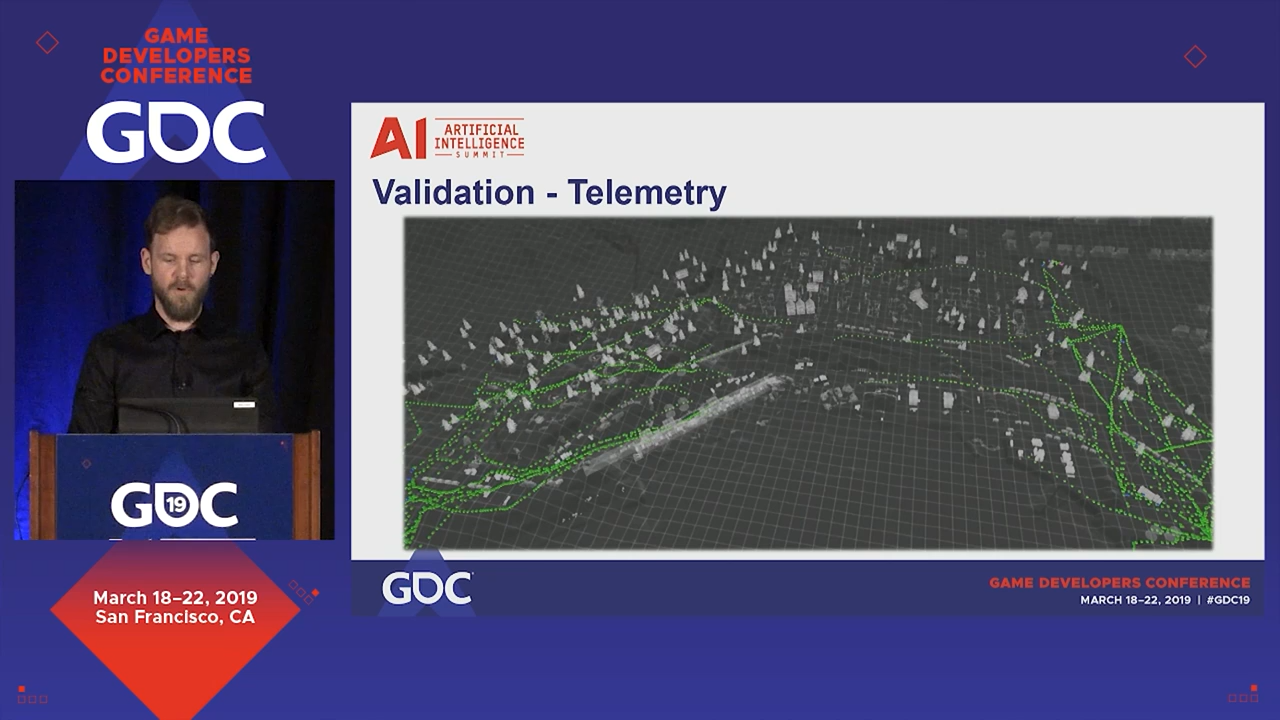 GAME
DEVELOPERS
CONFERENCE
GDC
AI ARTIFICIAL
INTELLIGENCE
SUMMIT
Validation - Telemetry
GDC
19
March 18–22, 2019
San Francisco, CA
GDC
GAME DEVELOPERS CONFERENCE
MARCH 18–22, 2019 | #GDC19